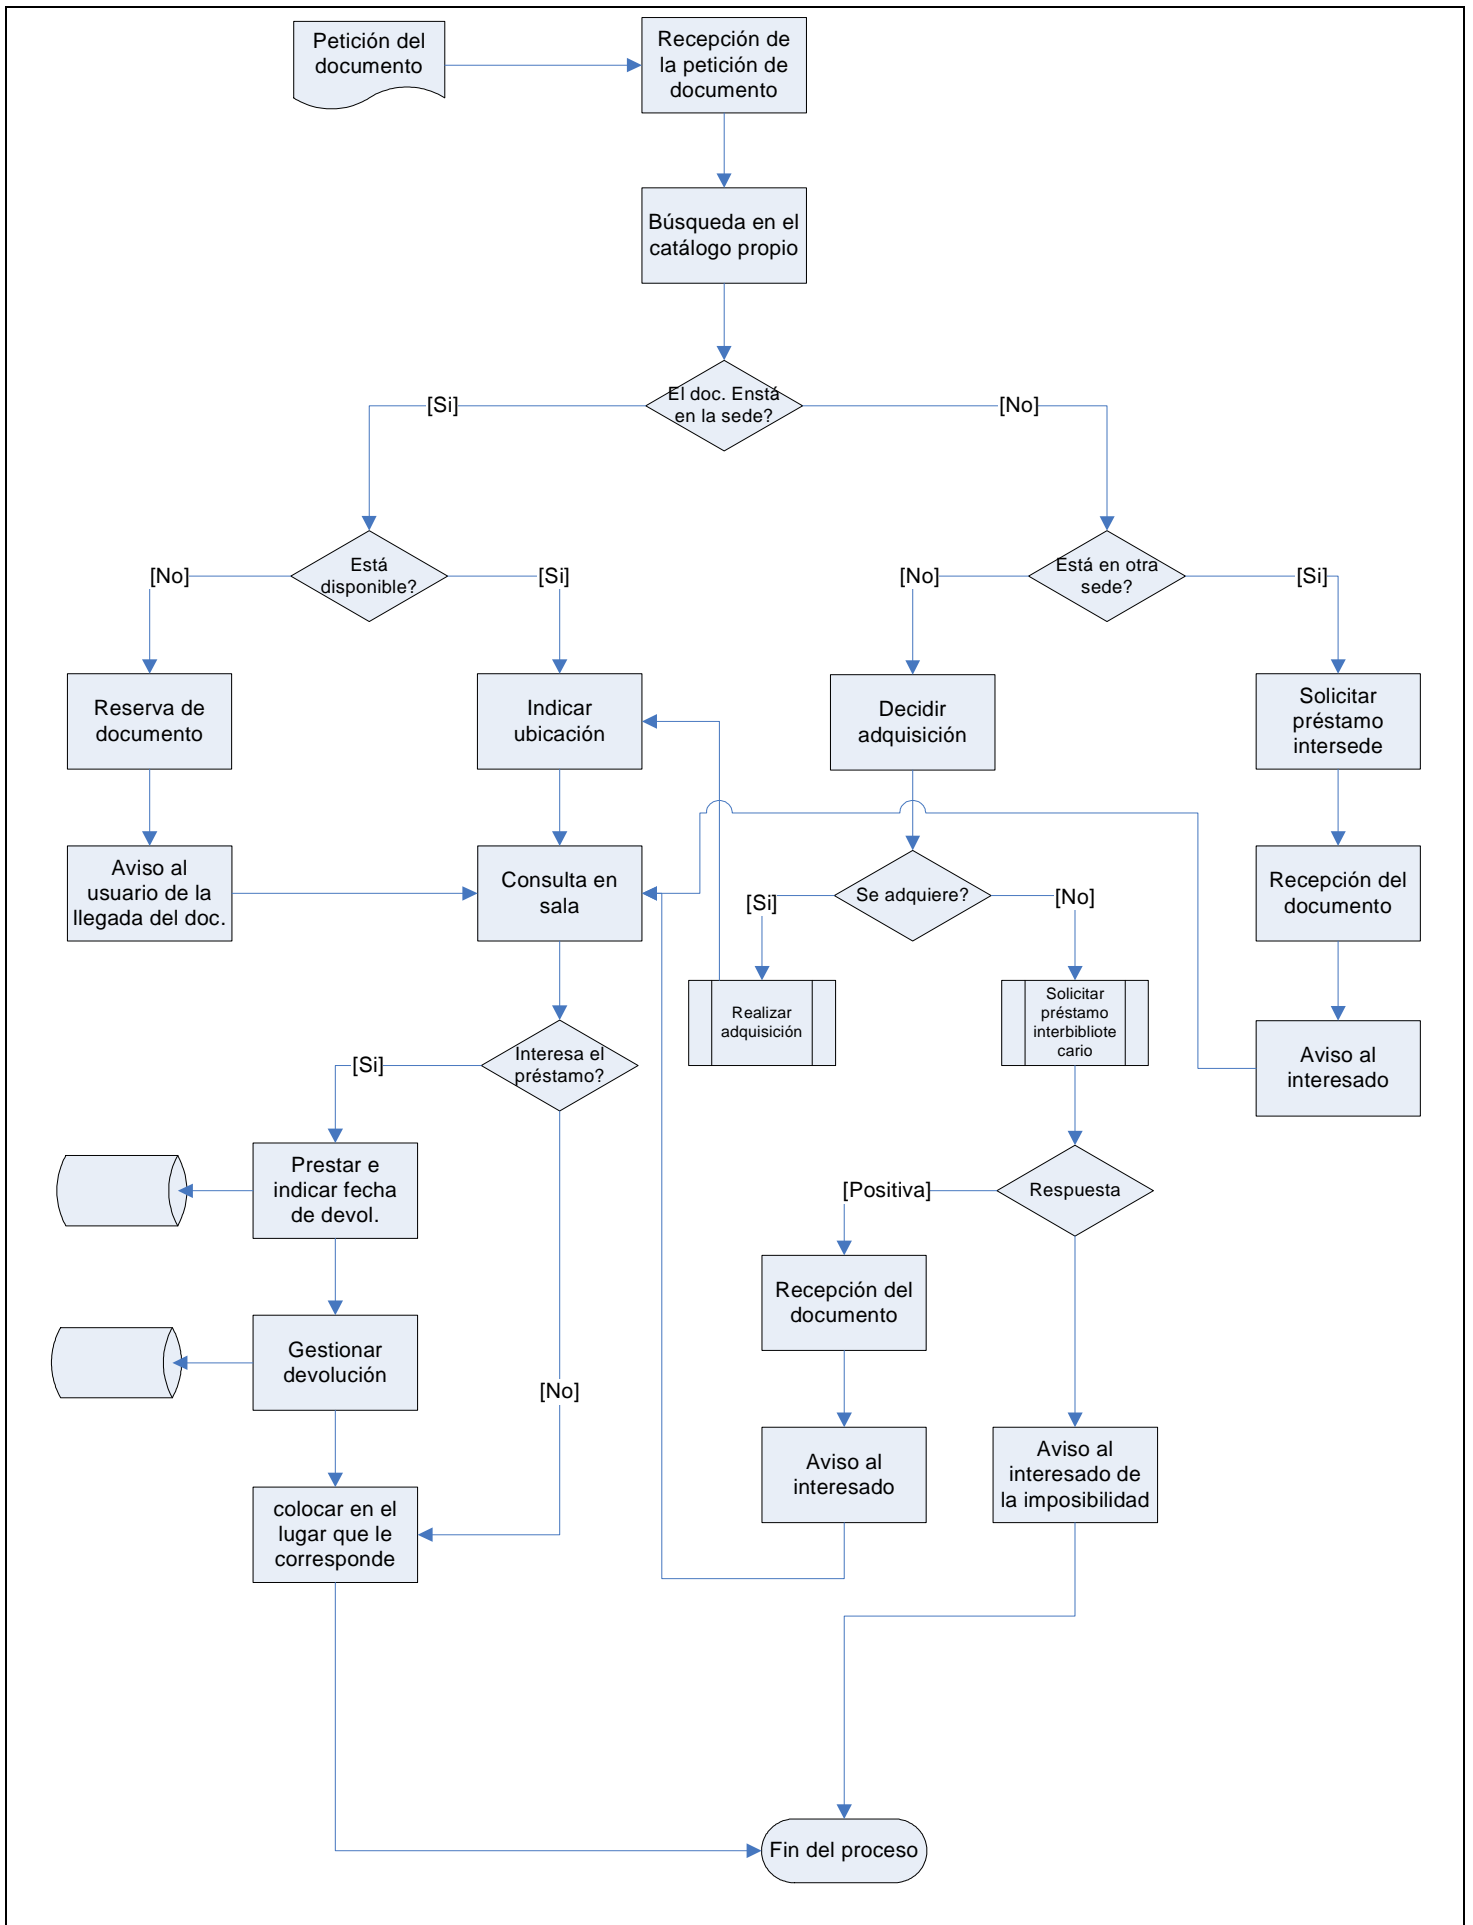 Petición del
documento
Recepción de
la petición de
documento
Búsqueda en el
catálogo propio
El doc. Enstá
en la sede?
[Si]
[No]
Está
disponible?
[No]
[Si]
Está en otra
sede?
[No]
[Si]
Reserva de
documento
Indicar
ubicación
Decidir
adquisición
Solicitar
préstamo
intersede
Aviso al
usuario de la
llegada del doc.
Consulta en
sala
Se adquiere?
[Si]
[No]
Recepción del
documento
Realizar
adquisición
Solicitar
préstamo
interbibliote
cario
Interesa el
préstamo?
[Si]
Aviso al
interesado
Prestar e
indicar fecha
de devol.
Respuesta
[Positiva]
Recepción del
documento
Gestionar
devolución
[No]
Aviso al
interesado
Aviso al
interesado de
la imposibilidad
colocar en el
lugar que le
corresponde
Fin del proceso